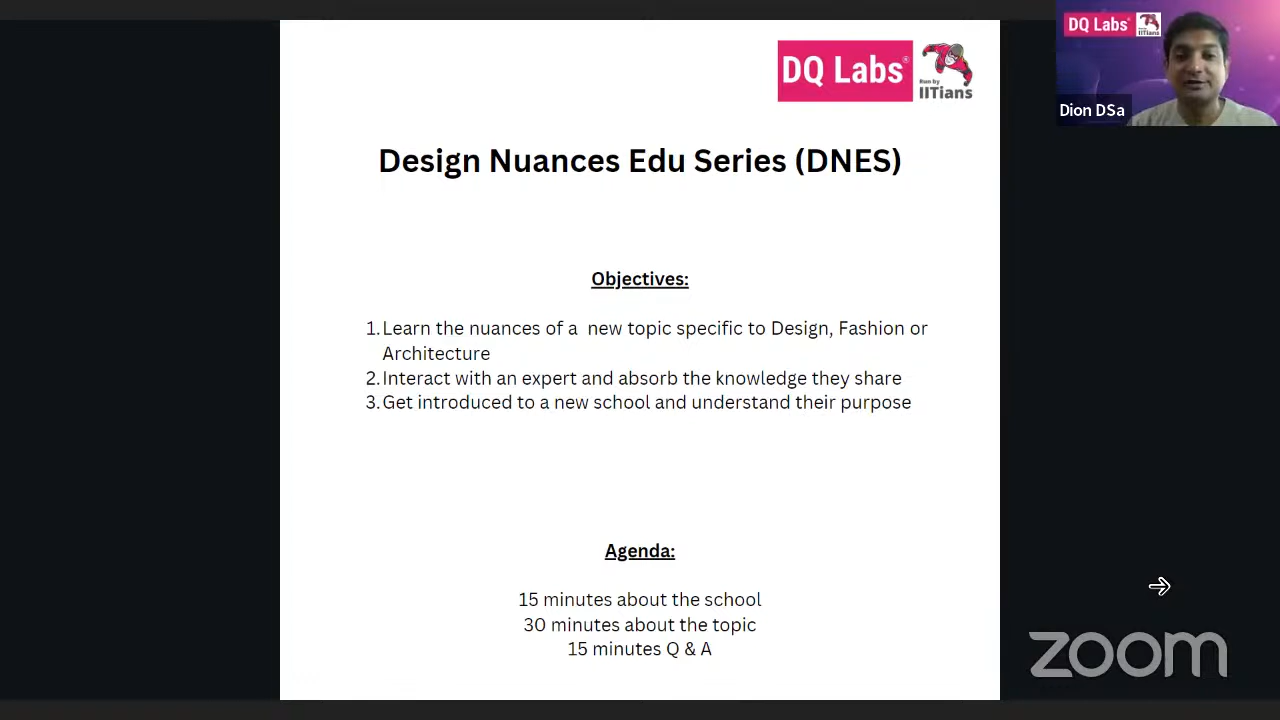 DQ Labs®
Run by
IITians
DQ Labs
IITians
Dion DSa
Design Nuances Edu Series (DNES)
Objectives:
1. Learn the nuances of a new topic specific to Design, Fashion or
Architecture
2. Interact with an expert and absorb the knowledge they share
3. Get introduced to a new school and understand their purpose
Agenda:
15 minutes about the school
30 minutes about the topic
15 minutes Q & A
zoom